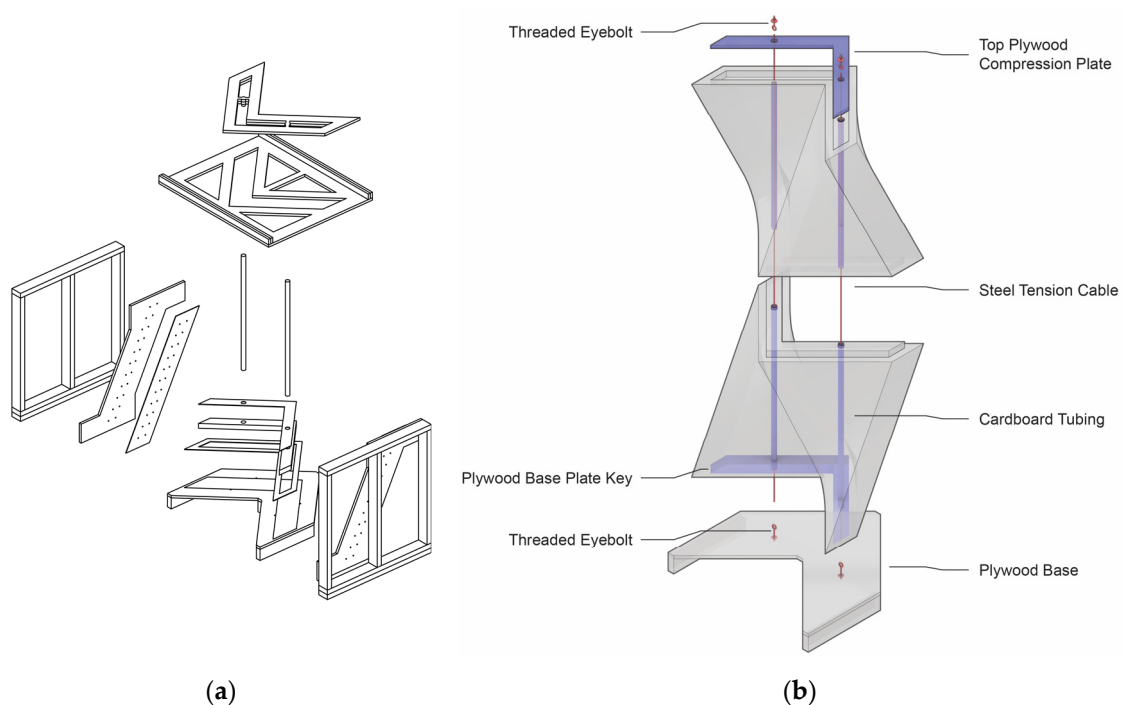 Threaded Eyebolt
Top Plywood
Compression Plate
Steel Tension Cable
Cardboard Tubing
Plywood Base Plate Key
Threaded Eyebolt
Plywood Base
(a)
(b)